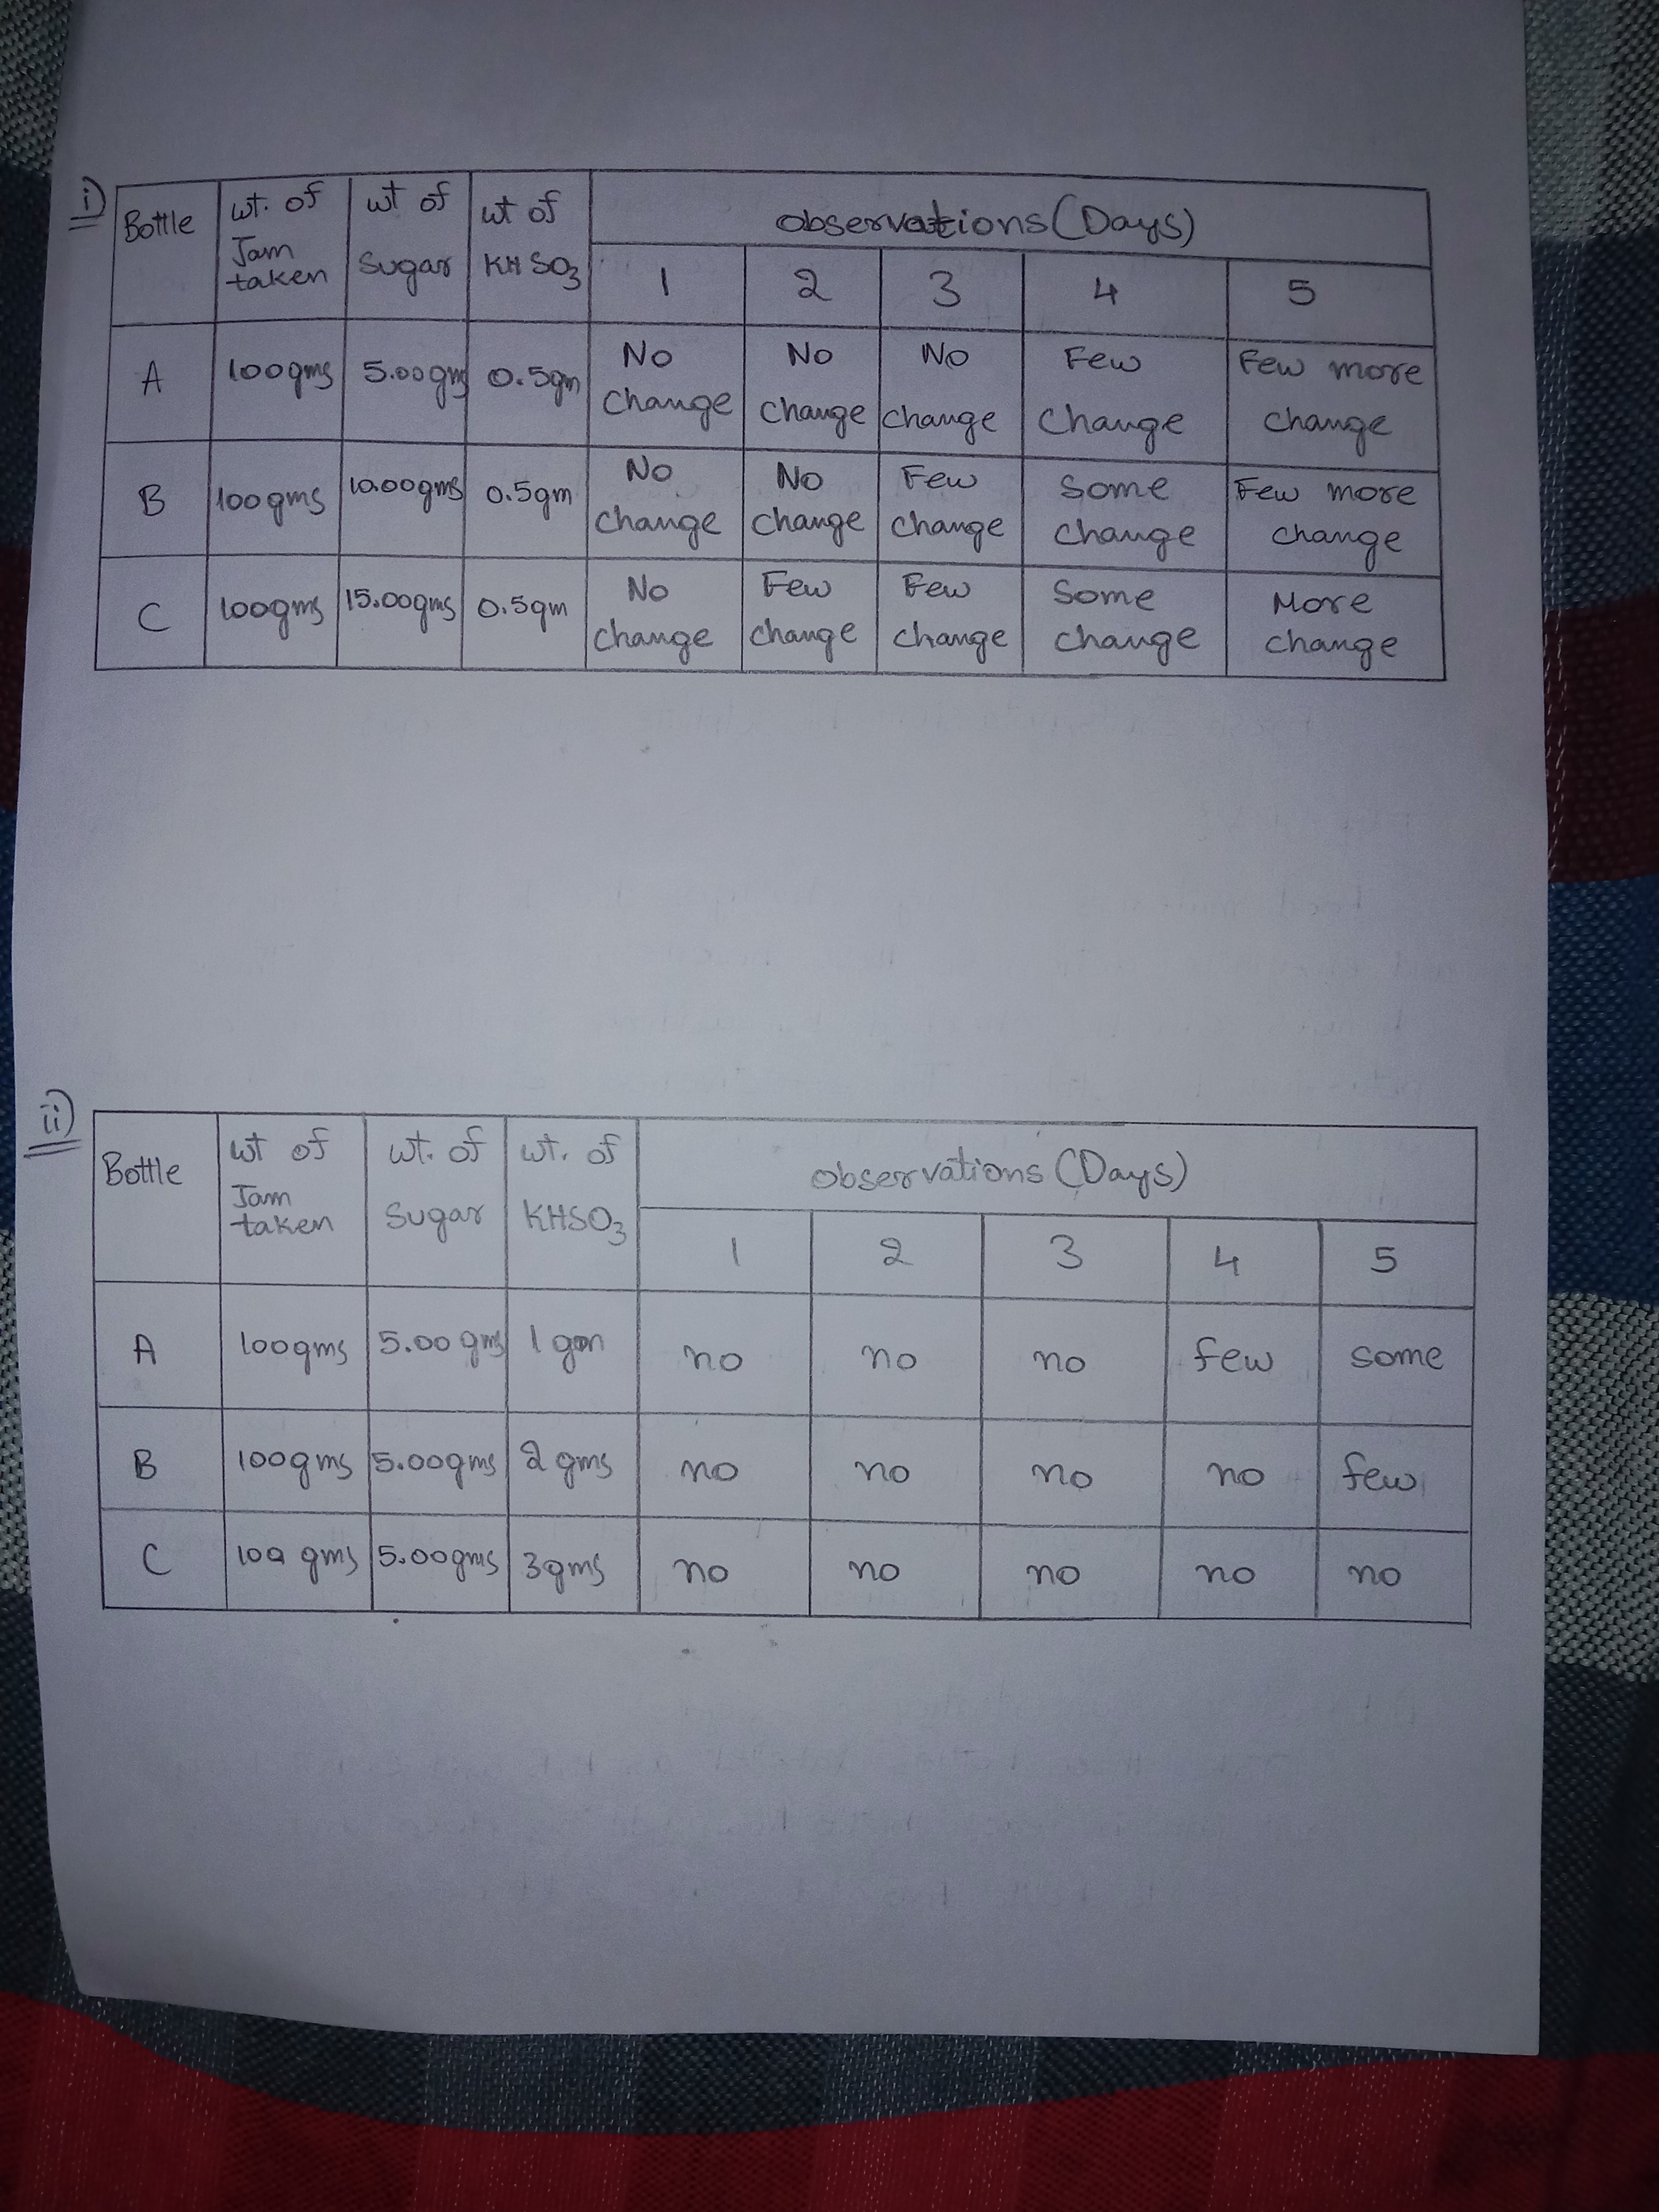 i)
Bottle | wt. of Jam taken | wt of Sugar | wt of KHSO3 | Observations (Days)
1 | 2 | 3 | 4 | 5
A | 100gms | 5.00gms | 0.5gm | No change | No change | No change | Few change | Few more change
B | 100gms | 10.00gms | 0.5gm | No change | No change | Few change | Some change | Few more change
C | 100gms | 15.00gms | 0.5gm | No change | Few change | Few change | Some change | More change
ii)
Bottle | wt of Jam taken | wt. of Sugar | wt. of KHSO3 | Observations (Days)
1 | 2 | 3 | 4 | 5
A | 100gms | 5.00 gms | 1 gm | no | no | no | few | some
B | 100gms | 5.00gms | 2 gms | no | no | no | no | few
C | 100 gms | 5.00gms | 3gms | no | no | no | no | no